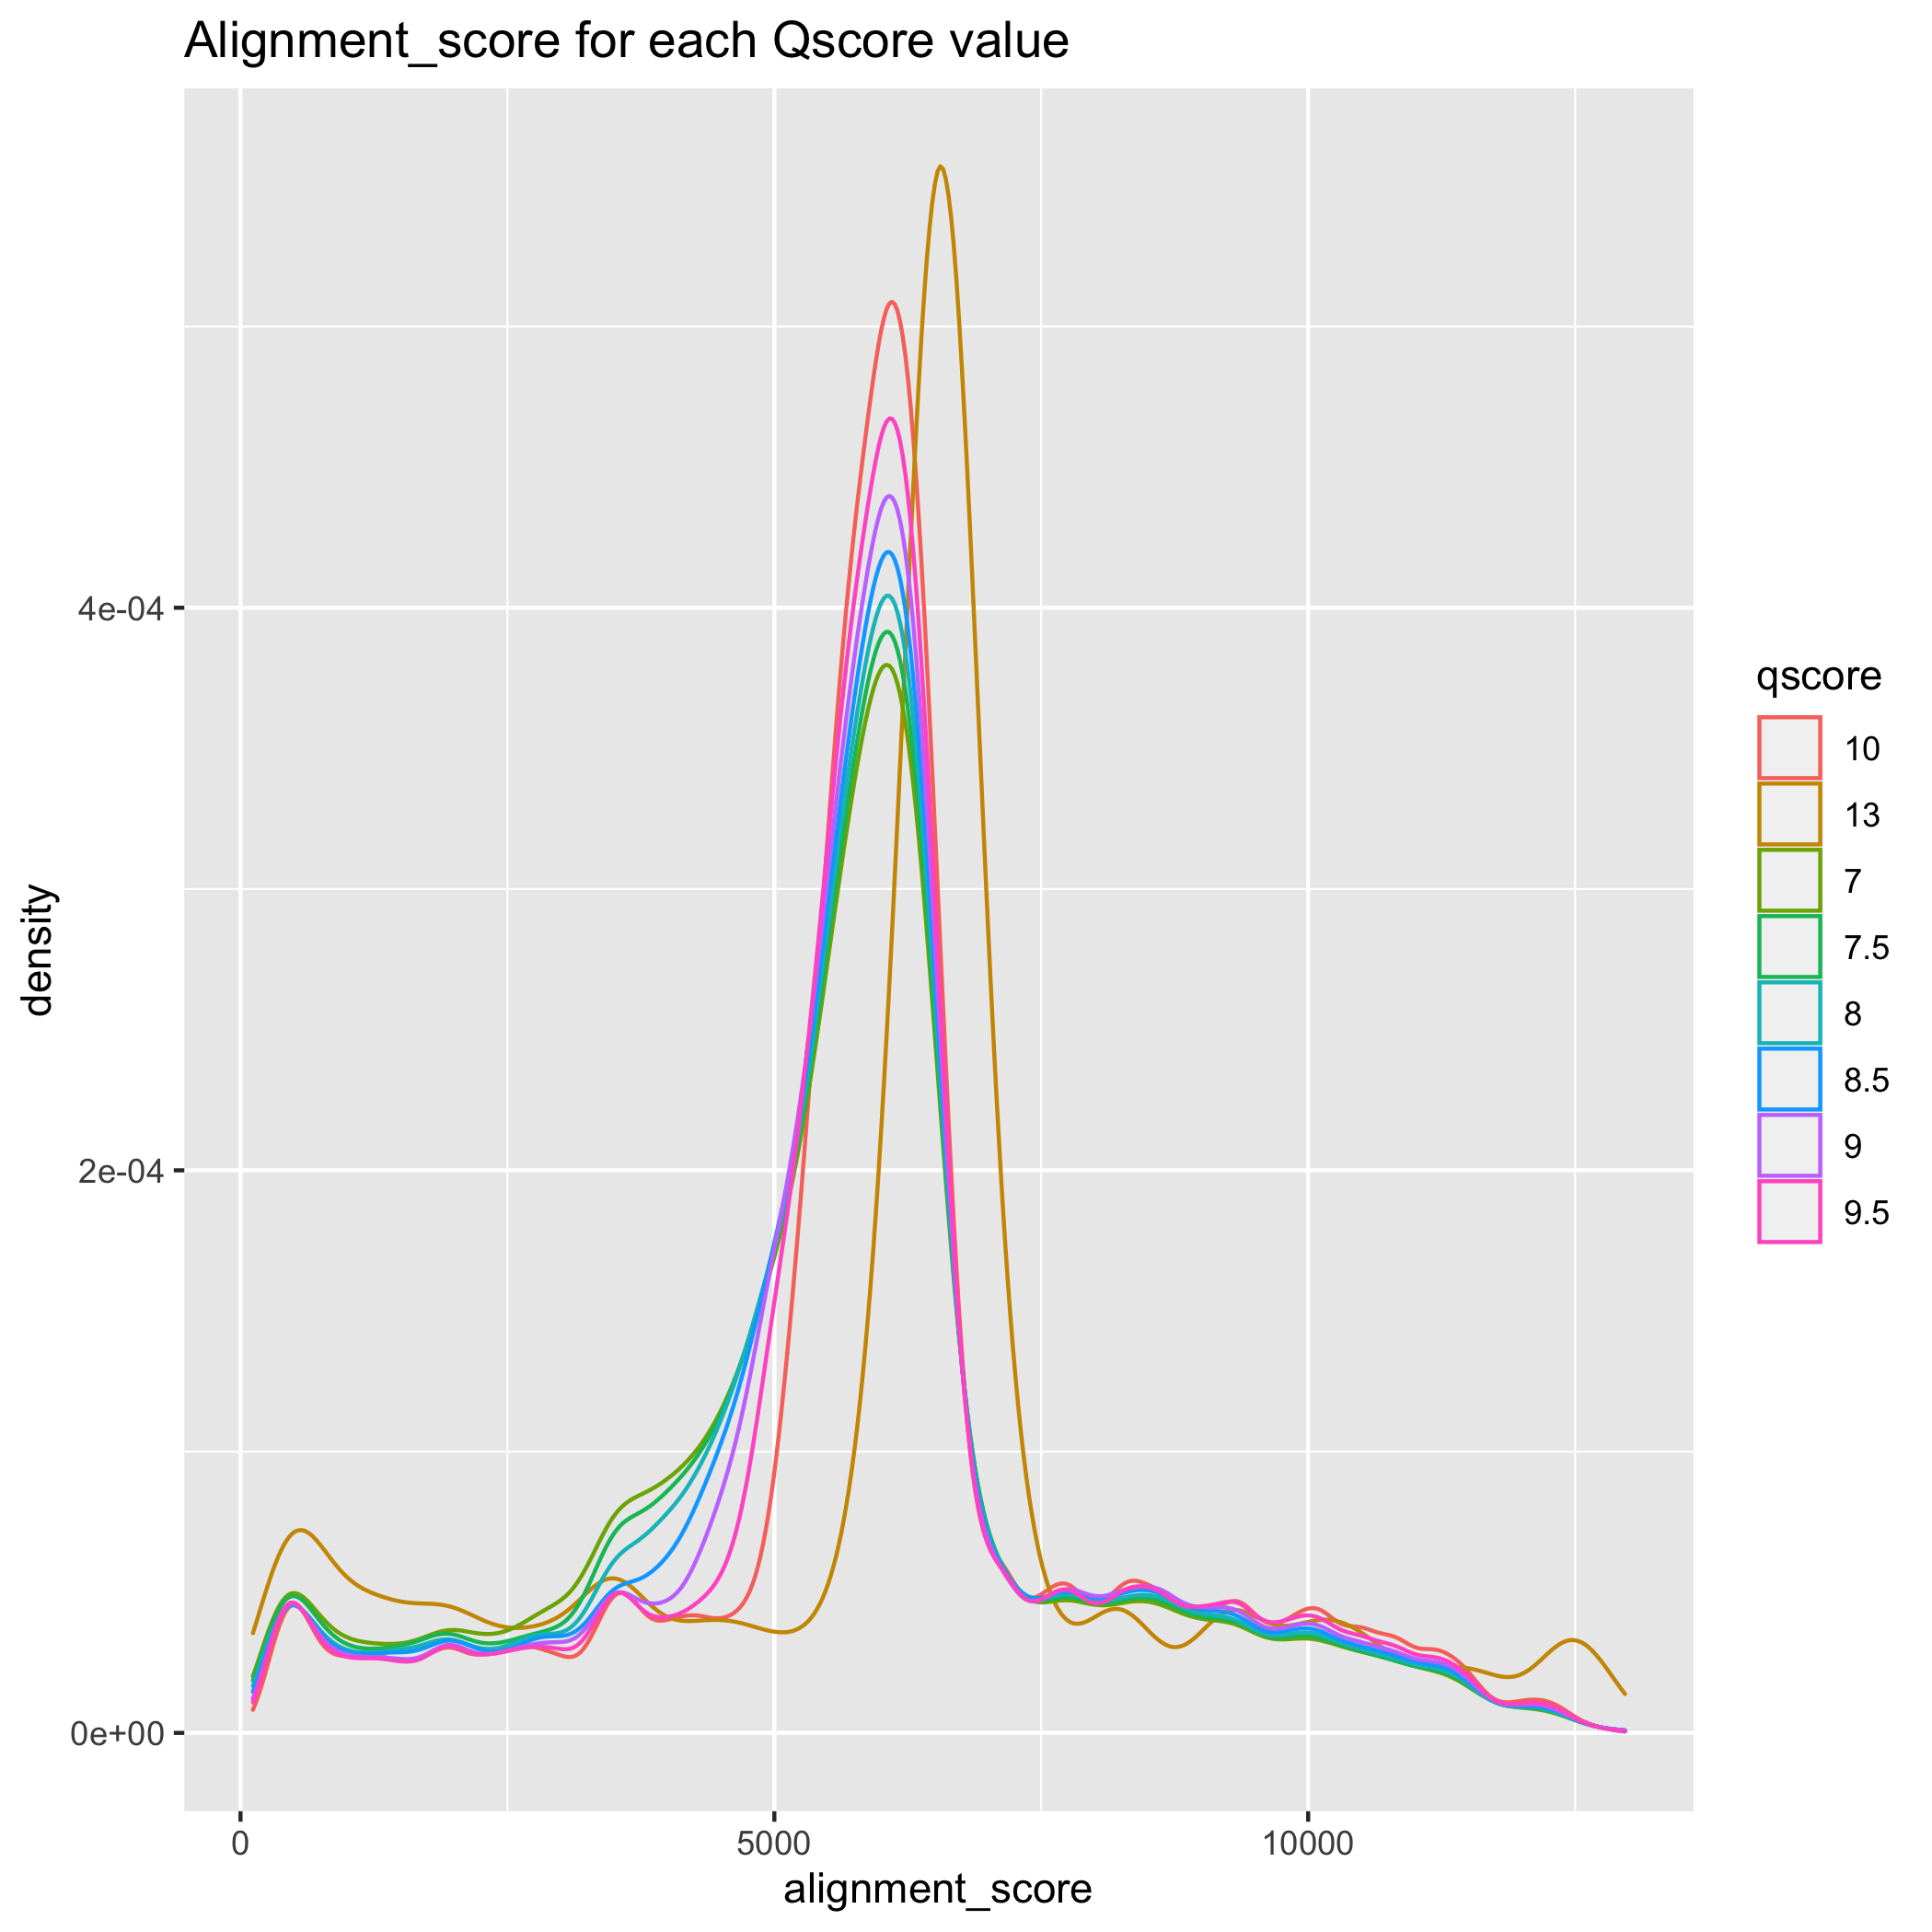 Alignment_score for each Qscore value
density
4e-04
2e-04
0e+00
0
5000
10000
alignment_score
qscore
10
13
7
7.5
8
8.5
9
9.5